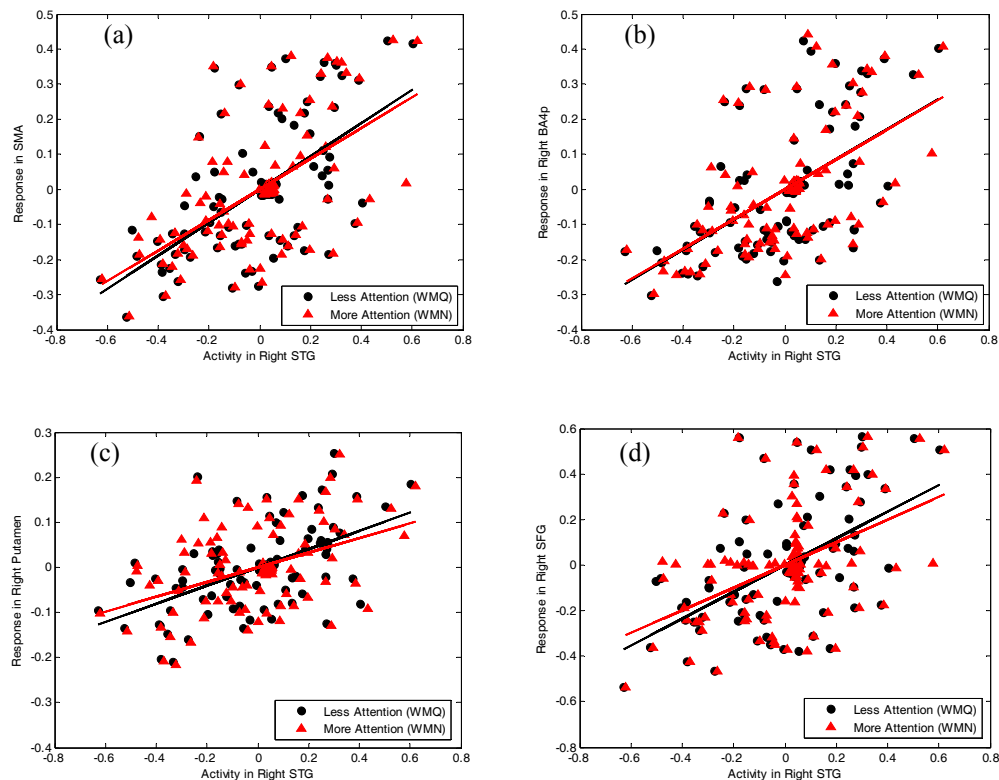 (a)
Response in SMA
0.5
0.4
0.3
0.2
0.1
0
-0.1
-0.2
-0.3
-0.4
-0.8 -0.6 -0.4 -0.2 0 0.2 0.4 0.6 0.8
Activity in Right STG
Less Attention (WMQ)
More Attention (WMN)
(b)
Response in Right BA4p
0.5
0.4
0.3
0.2
0.1
0
-0.1
-0.2
-0.3
-0.4
-0.8 -0.6 -0.4 -0.2 0 0.2 0.4 0.6 0.8
Activity in Right STG
Less Attention (WMQ)
More Attention (WMN)
(c)
Response in Right Putamen
0.3
0.2
0.1
0
-0.1
-0.2
-0.3
-0.4
-0.8 -0.6 -0.4 -0.2 0 0.2 0.4 0.6 0.8
Activity in Right STG
Less Attention (WMQ)
More Attention (WMN)
(d)
Response in Right SFG
0.6
0.4
0.2
0
-0.2
-0.4
-0.6
-0.8
-0.8 -0.6 -0.4 -0.2 0 0.2 0.4 0.6 0.8
Activity in Right STG
Less Attention (WMQ)
More Attention (WMN)